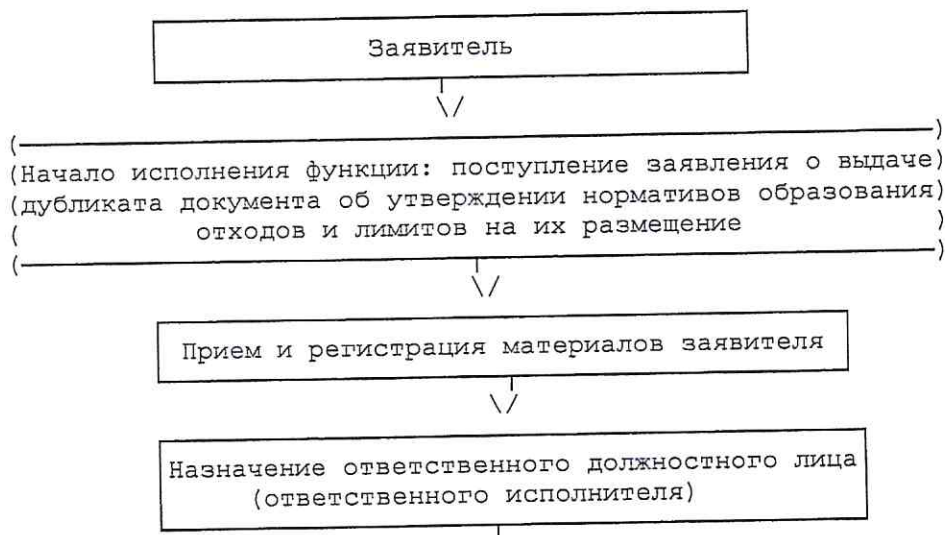 Заявитель
(Начало исполнения функции: поступление заявления о выдаче)
(дубликата документа об утверждении нормативов образования)
( отходов и лимитов на их размещение )
Прием и регистрация материалов заявителя
Назначение ответственного должностного лица
(ответственного исполнителя)